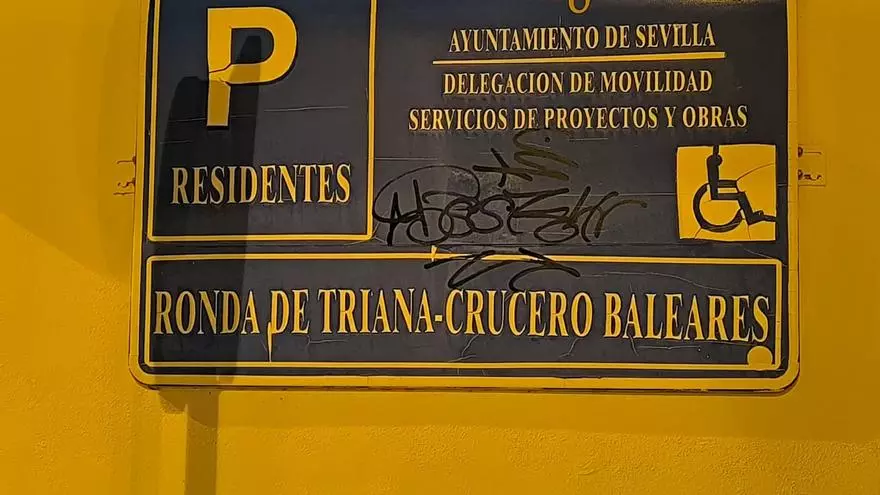 P
RESIDENTES
AYUNTAMIENTO DE SEVILLA
DELEGACION DE MOVILIDAD
SERVICIOS DE PROYECTOS Y OBRAS
RONDA DE TRIANA-CRUCERO BALEARES